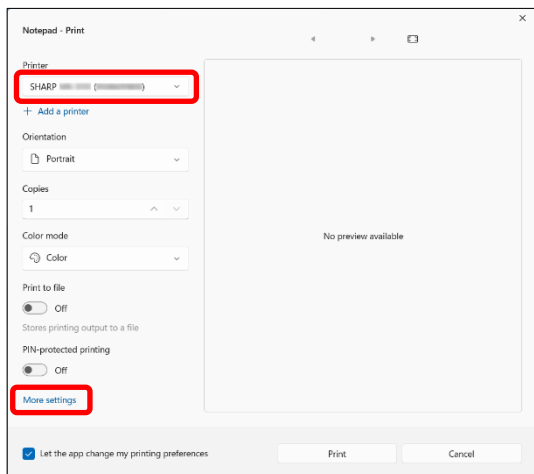 Notepad - Print
Printer
SHARP ( )
+ Add a printer
Orientation
Portrait
Copies
1
Color mode
Color
No preview available
Print to file
Off
Stores printing output to a file
PIN-protected printing
Off
More settings
Let the app change my printing preferences
Print
Cancel